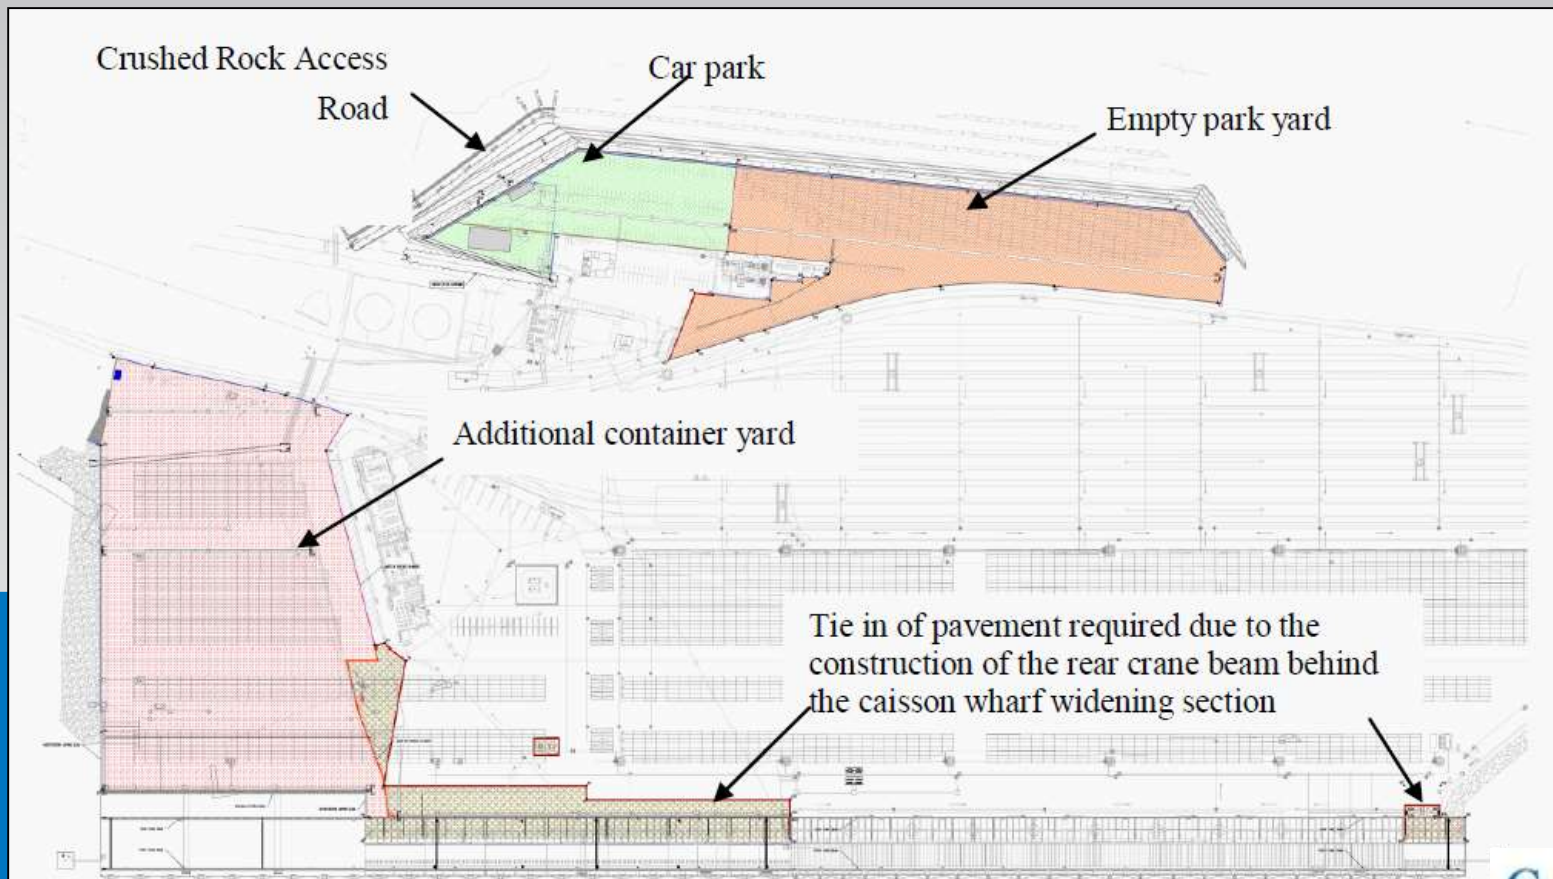 Crushed Rock Access
Road
Car park
Empty park yard
Additional container yard
Tie in of pavement required due to the
construction of the rear crane beam behind
the caisson wharf widening section